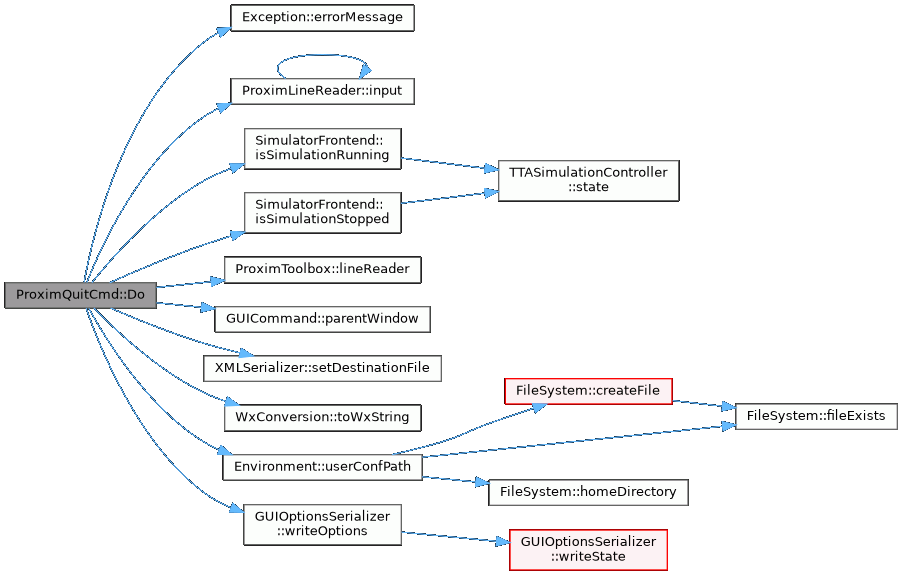 Exception::errorMessage
ProximLineReader::input
SimulatorFrontend::
isSimulationRunning
TTASimulationController
::state
SimulatorFrontend::
isSimulationStopped
ProximToolbox::lineReader
ProximQuitCmd::Do
GUICommand::parentWindow
XMLSerializer::setDestinationFile
FileSystem::createFile
WxConversion::toWxString
FileSystem::fileExists
Environment::userConfPath
FileSystem::homeDirectory
GUIOptionsSerializer
::writeOptions
GUIOptionsSerializer
::writeState